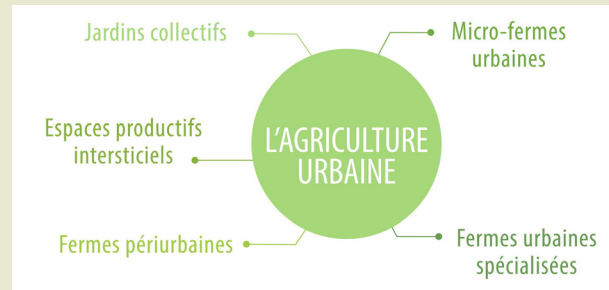 Jardins collectifs
Micro-fermes
urbaines
Espaces productifs
intersticiels
L'AGRICULTURE
URBAINE
Fermes périurbaines
Fermes urbaines
spécialisées